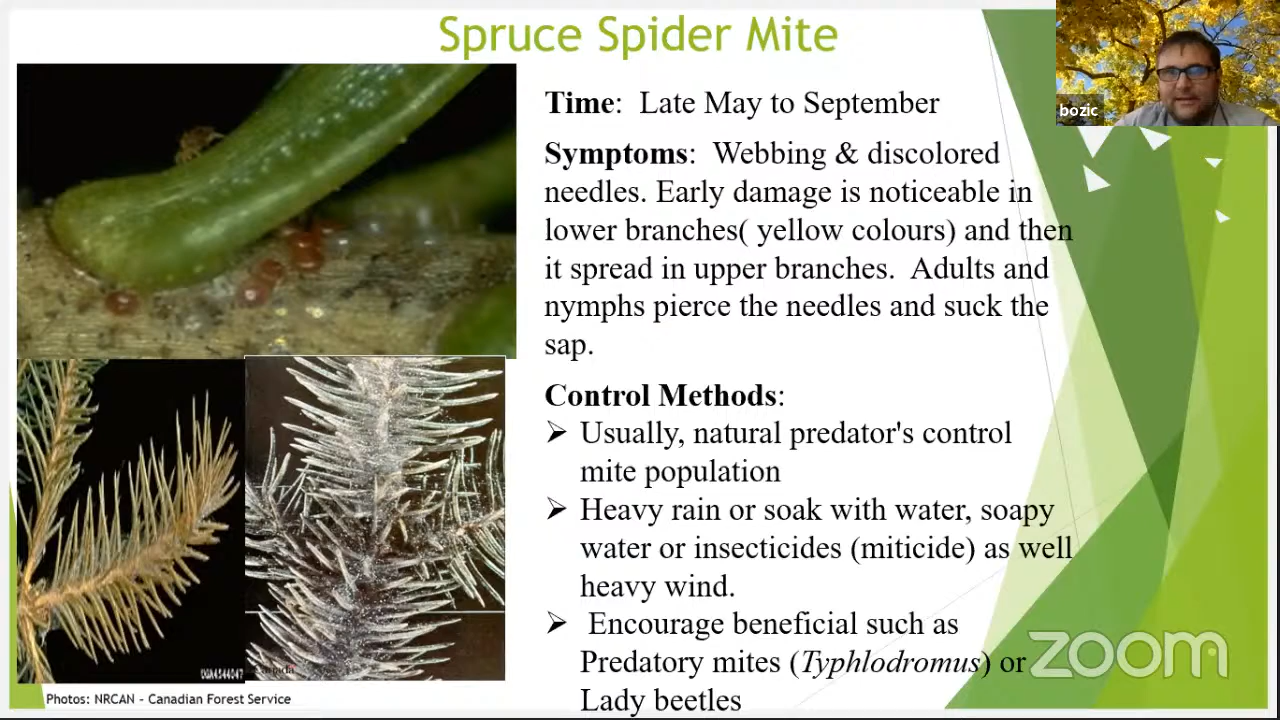 Spruce Spider Mite
bozic
Time: Late May to September
Symptoms: Webbing & discolored
needles. Early damage is noticeable in
lower branches( yellow colours) and then
it spread in upper branches. Adults and
nymphs pierce the needles and suck the
sap.
Control Methods:
➢ Usually, natural predator's control
mite population
➢ Heavy rain or soak with water, soapy
water or insecticides (miticide) as well
heavy wind.
➢ Encourage beneficial such as
Predatory mites (Typhlodromus) or
Lady beetles
zoom
Photos: NRCAN - Canadian Forest Service